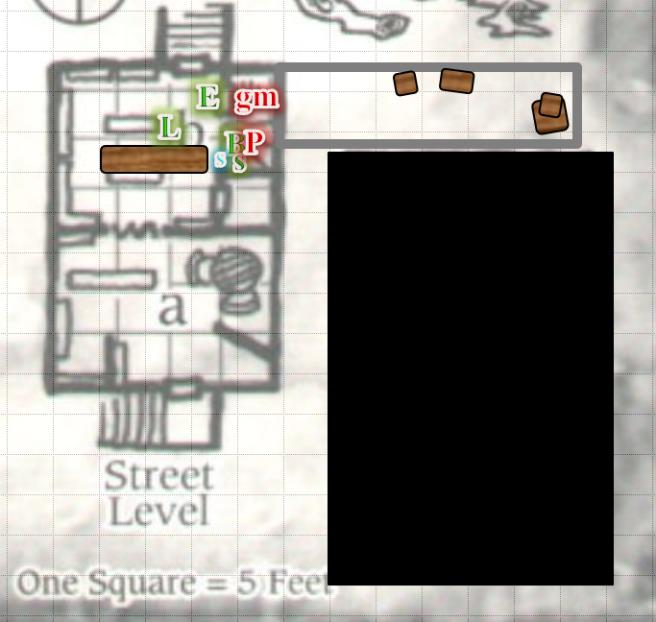 E gm
L B P
s s
a
Street
Level
One Square = 5 Feet